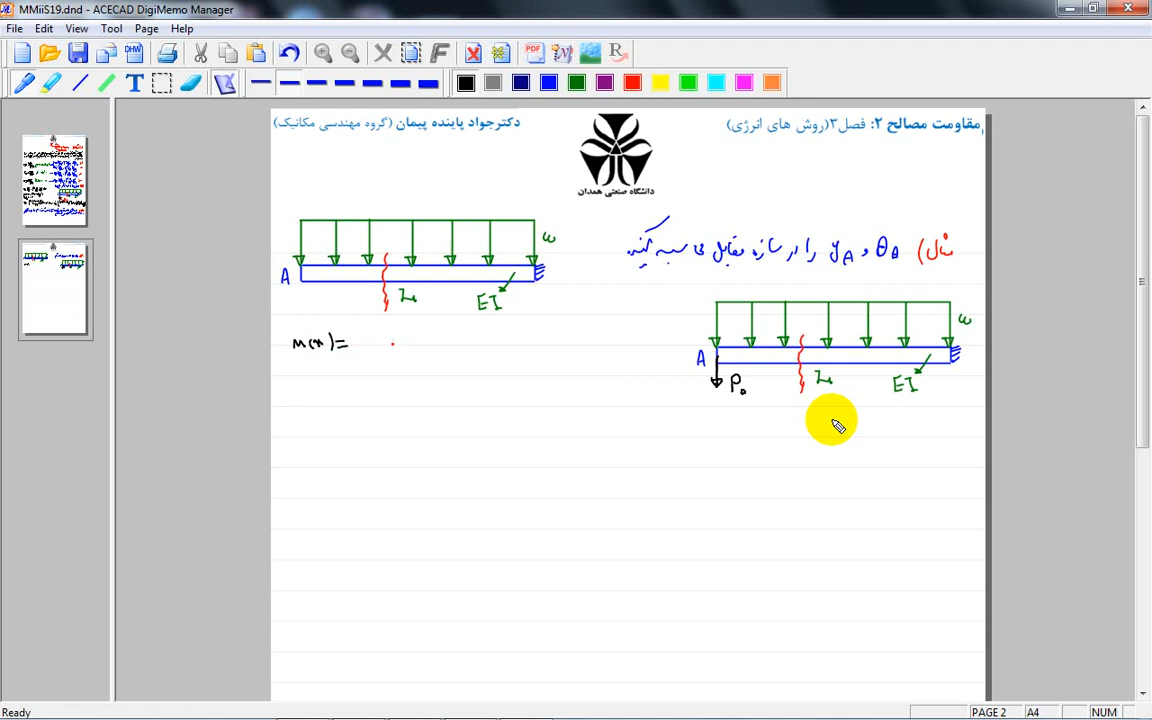 MMiiS19.dnd - ACECAD DigiMemo Manager
File Edit View Tool Page Help
مقاومت مصالح ۲: فصل۳(روش های انرژی)
دکترجواد پاینده پیمان (گروه مهندسی مکانیک)
دانشگاه صنعتی همدان
مثال) θA و yA را در سازه مقابل محاسبه کنید
ω
A
EI
M(x)=
ω
A
P₀
EI
Ready
PAGE 2 A4 NUM